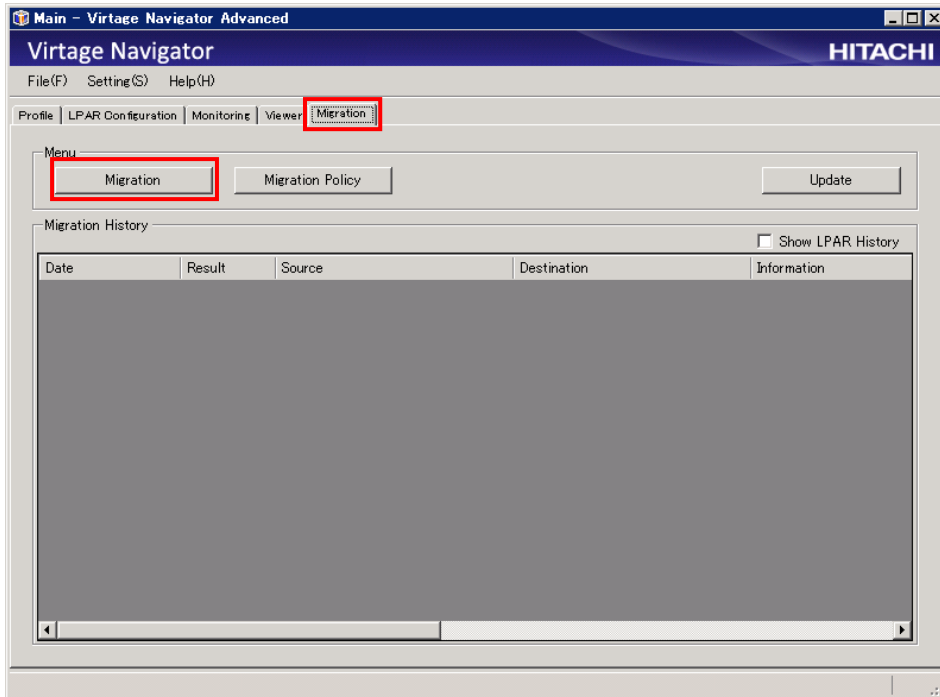 Main - Virtage Navigator Advanced
Virtage Navigator HITACHI
File(F) Setting(S) Help(H)
Profile LPAR Configuration Monitoring Viewer Migration
Menu
Migration Migration Policy Update
Migration History
Show LPAR History
Date Result Source Destination Information